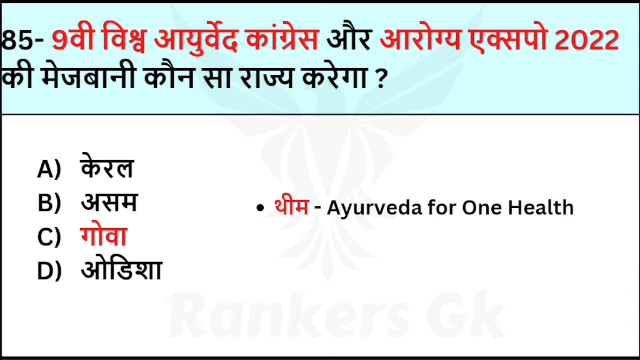 85- 9वी विश्व आयुर्वेद कांग्रेस और आरोग्य एक्सपो 2022
की मेजबानी कौन सा राज्य करेगा ?
A) केरल
B) असम
• थीम - Ayurveda for One Health
C) गोवा
D) ओडिशा
Rankers Gk